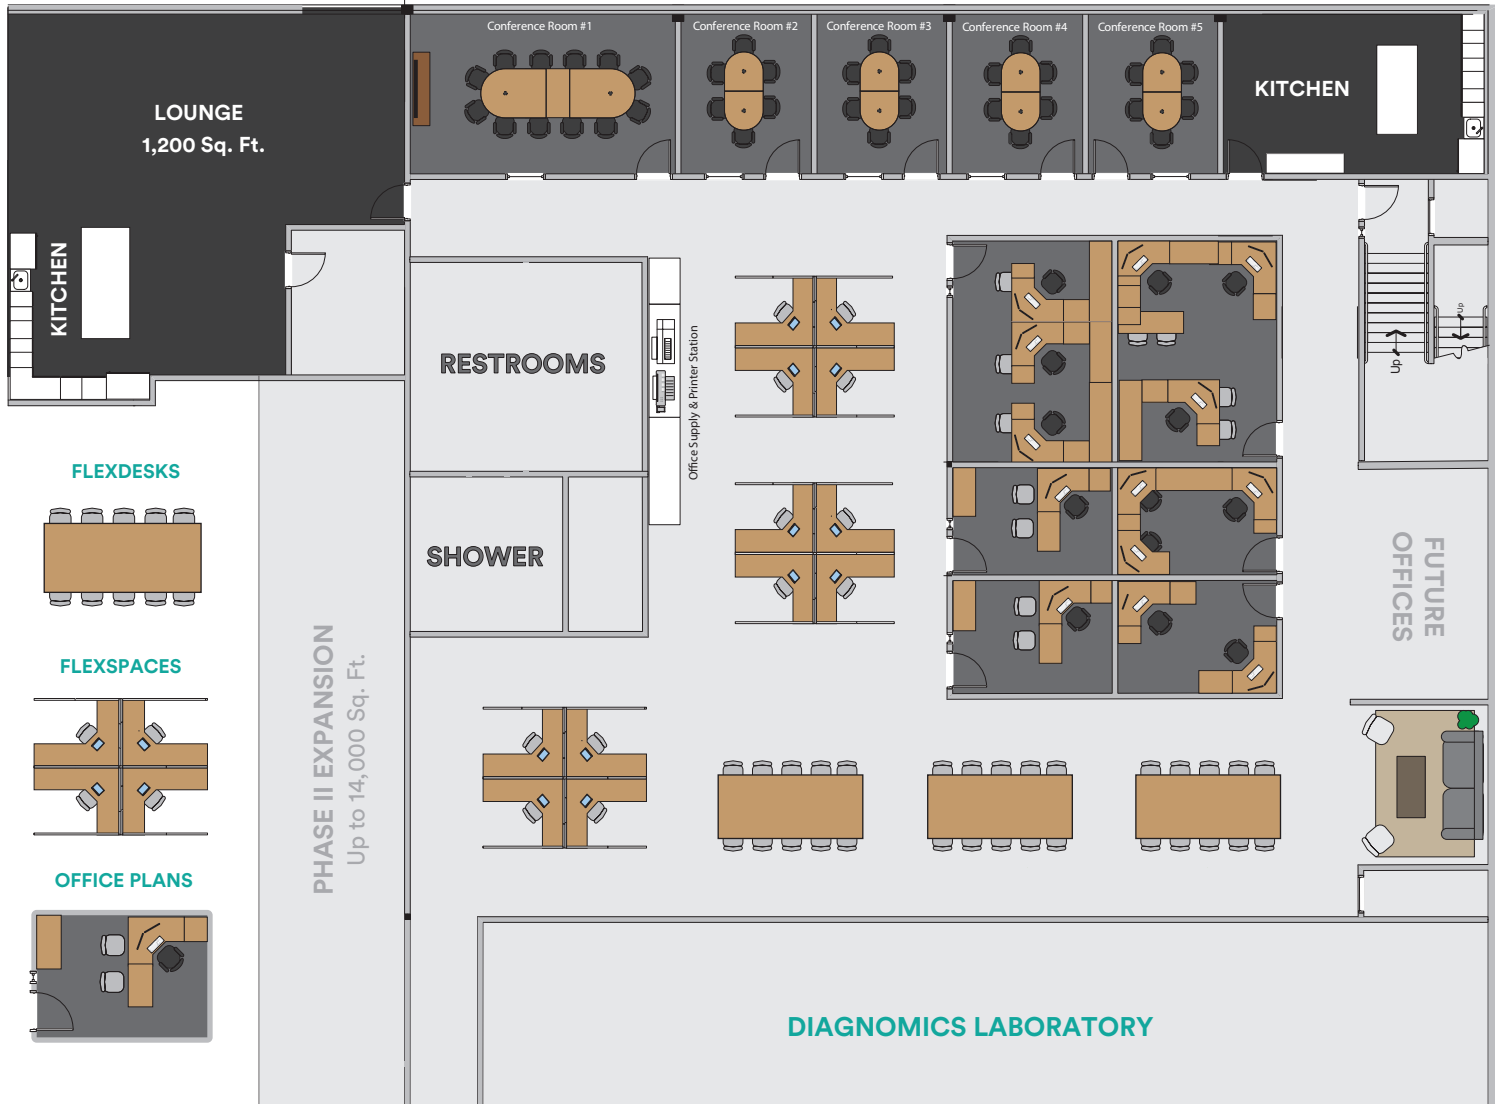 Conference Room #1
Conference Room #2
Conference Room #3
Conference Room #4
Conference Room #5
LOUNGE
1,200 Sq. Ft.
KITCHEN
KITCHEN
RESTROOMS
Office Supply & Printer Station
SHOWER
Up
Up
FUTURE
OFFICES
FLEXDESKS
FLEXSPACES
OFFICE PLANS
PHASE II EXPANSION
Up to 14,000 Sq. Ft.
DIAGNOMICS LABORATORY